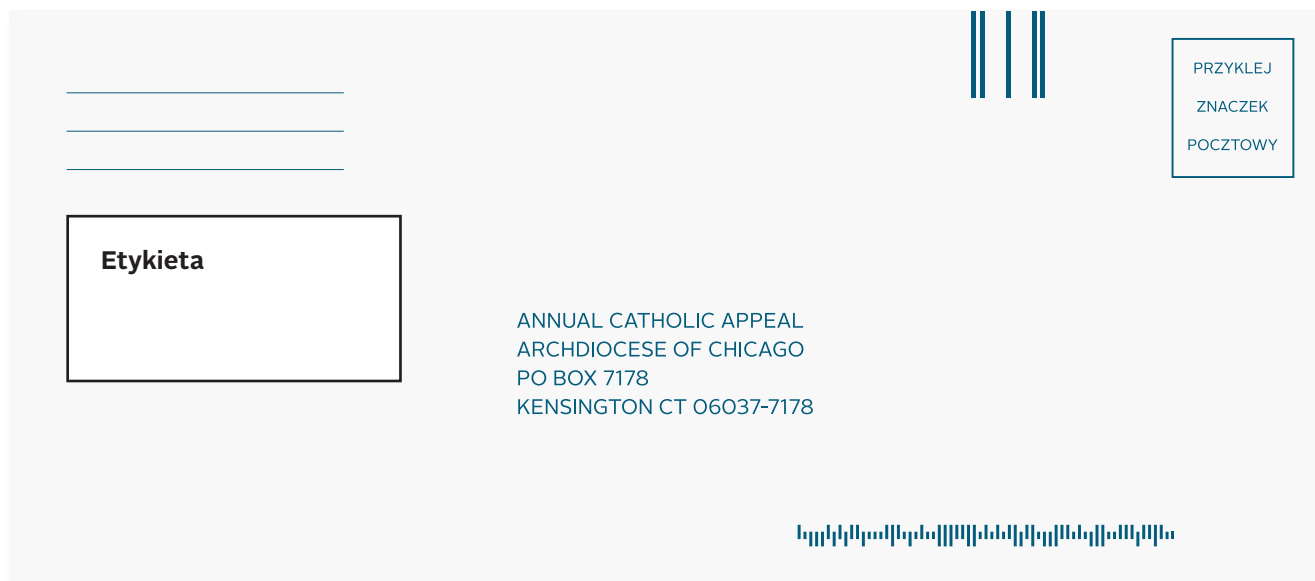 PRZYKLEJ
ZNACZEK
POCZTOWY
Etykieta
ANNUAL CATHOLIC APPEAL
ARCHDIOCESE OF CHICAGO
PO BOX 7178
KENSINGTON CT 06037-7178